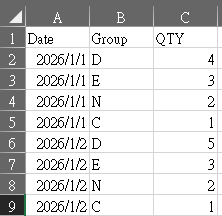 A B C
1 Date Group QTY
2 2026/1/1 D 4
3 2026/1/1 E 3
4 2026/1/1 N 2
5 2026/1/1 C 1
6 2026/1/2 D 5
7 2026/1/2 E 3
8 2026/1/2 N 2
9 2026/1/2 C 1